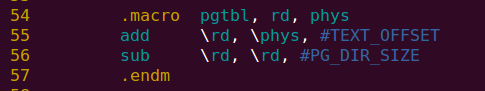 54 .macro pgtbl, rd, phys
55 add \rd, \phys, #TEXT_OFFSET
56 sub \rd, \rd, #PG_DIR_SIZE
57 .endm